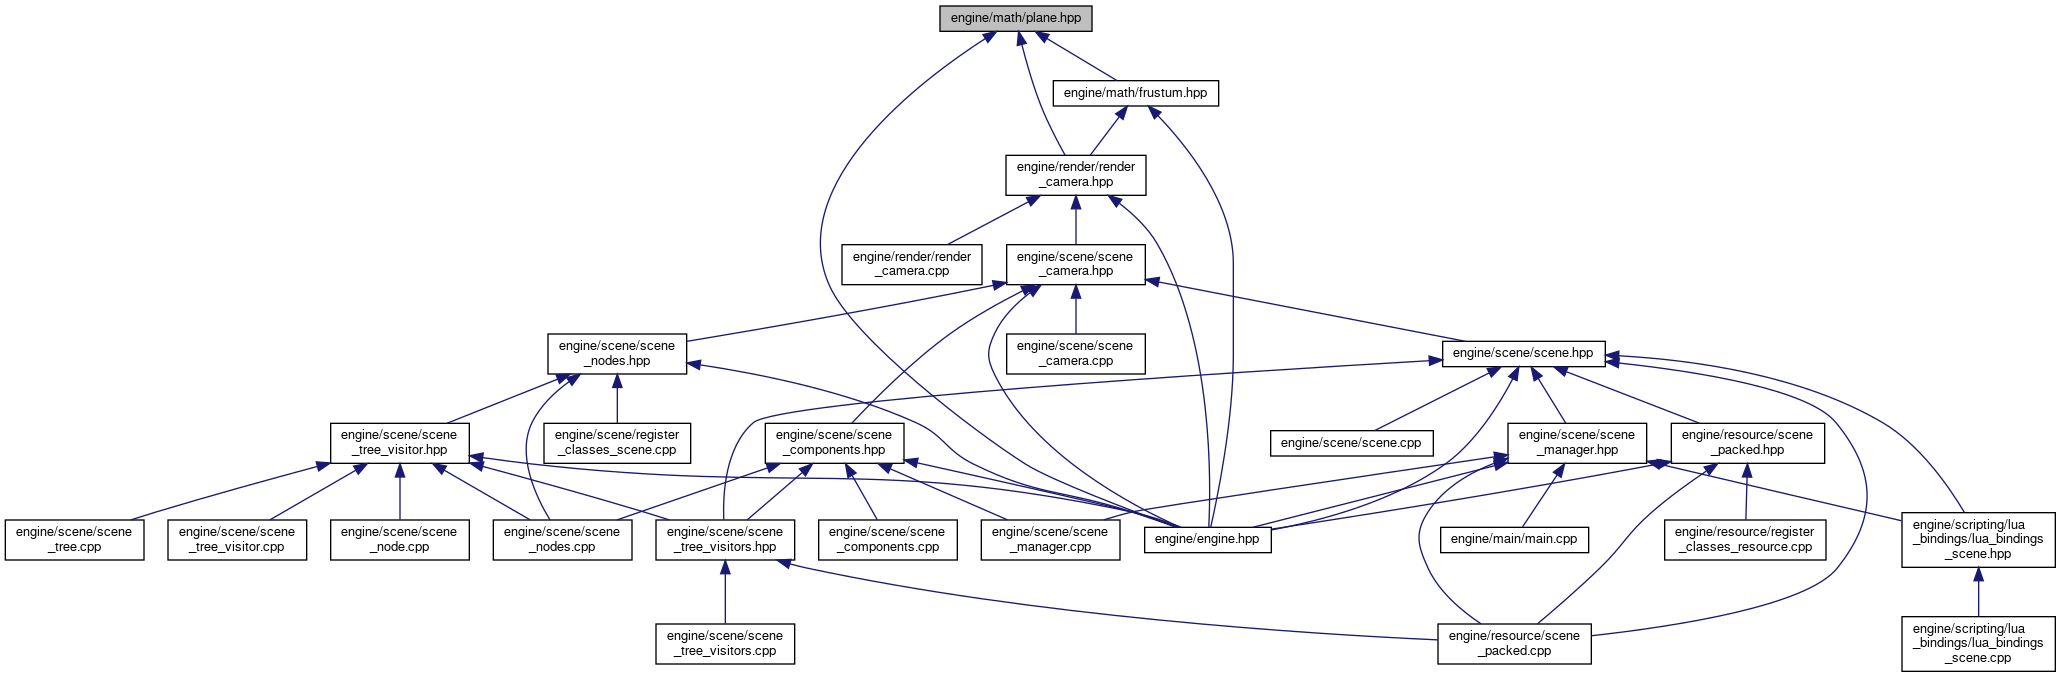 engine/math/plane.hpp
engine/math/frustum.hpp
engine/render/render
_camera.hpp
engine/render/render
_camera.cpp
engine/scene/scene
_camera.hpp
engine/scene/scene
_nodes.hpp
engine/scene/scene
_camera.cpp
engine/scene/scene.hpp
engine/scene/scene
_tree_visitor.hpp
engine/scene/register
_classes_scene.cpp
engine/scene/scene
_components.hpp
engine/scene/scene.cpp
engine/scene/scene
_manager.hpp
engine/resource/scene
_packed.hpp
engine/scene/scene
_tree.cpp
engine/scene/scene
_tree_visitor.cpp
engine/scene/scene
_node.cpp
engine/scene/scene
_nodes.cpp
engine/scene/scene
_tree_visitors.hpp
engine/scene/scene
_components.cpp
engine/scene/scene
_manager.cpp
engine/engine.hpp
engine/main/main.cpp
engine/resource/register
_classes_resource.cpp
engine/scripting/lua
_bindings/lua_bindings
_scene.hpp
engine/scene/scene
_tree_visitors.cpp
engine/resource/scene
_packed.cpp
engine/scripting/lua
_bindings/lua_bindings
_scene.cpp